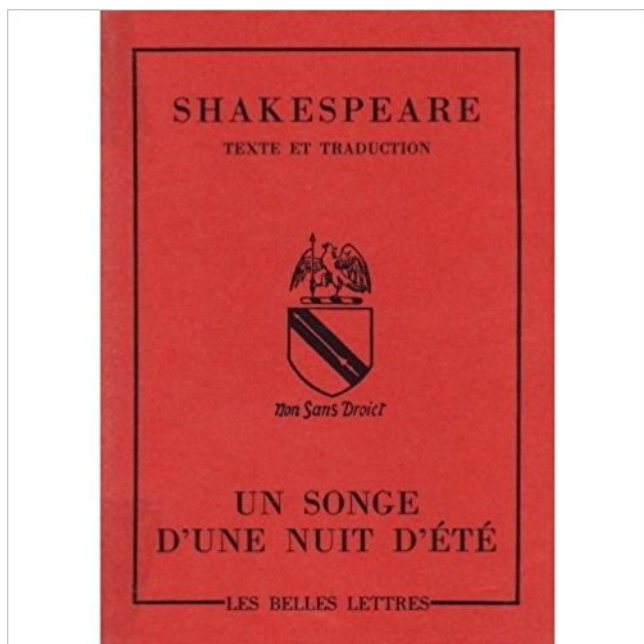 SHAKESPEARE
TEXTE ET TRADUCTION
Non Sans Droict
UN SONGE
D'UNE NUIT D'ÉTÉ
LES BELLES LETTRES